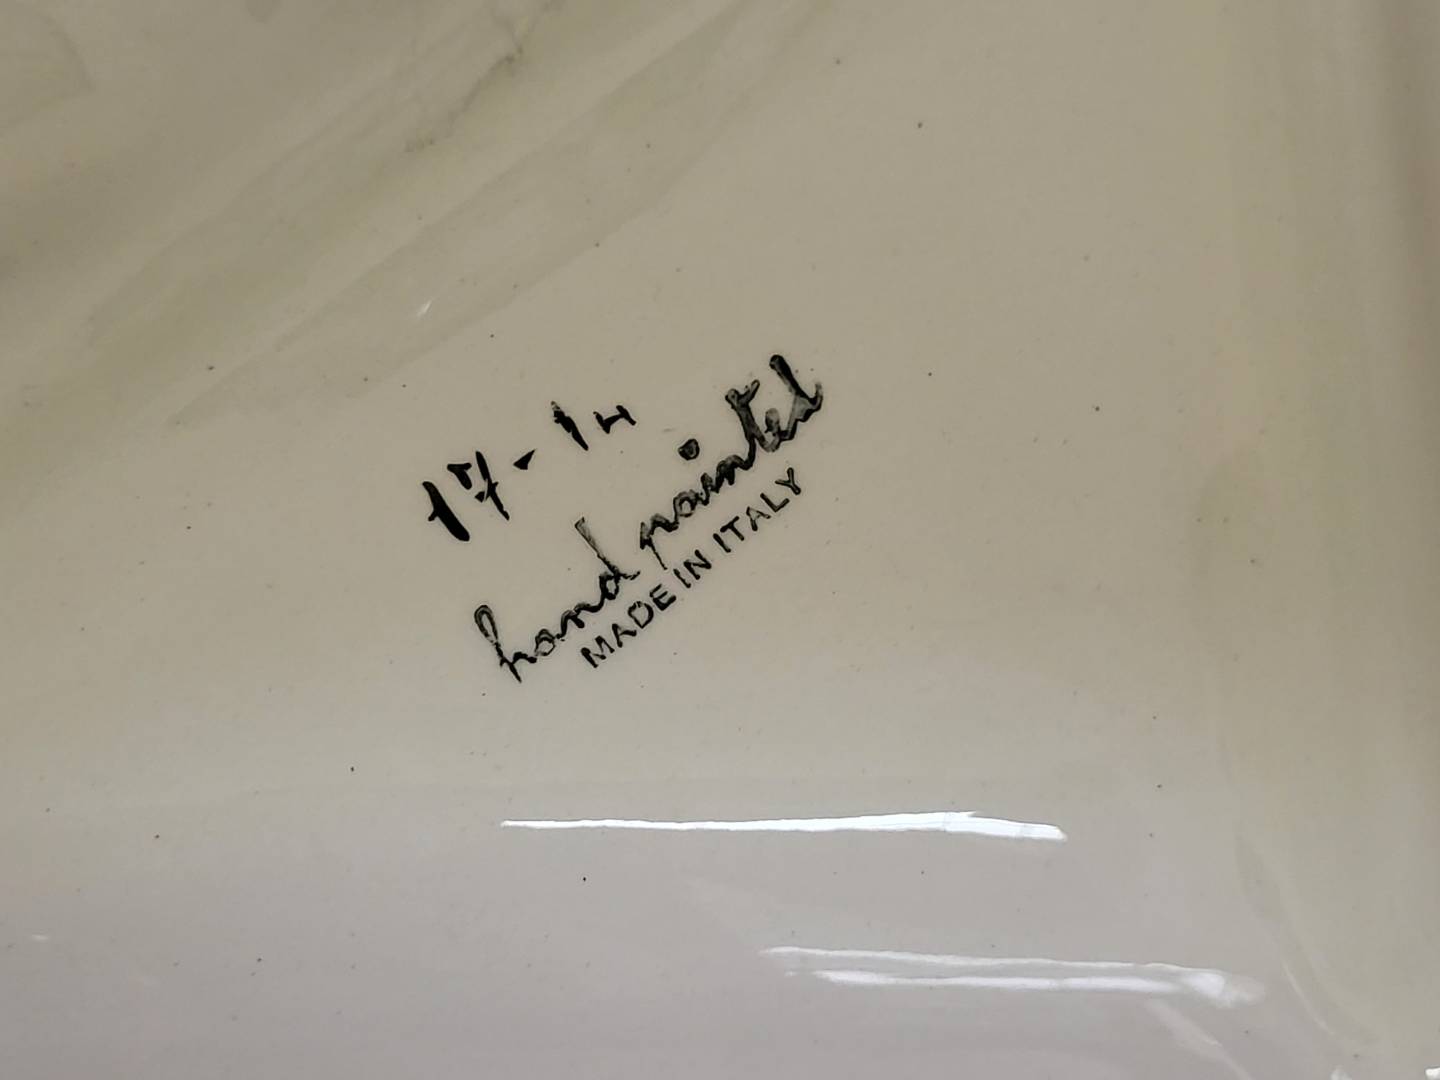 17-14
hand painted
MADE IN ITALY